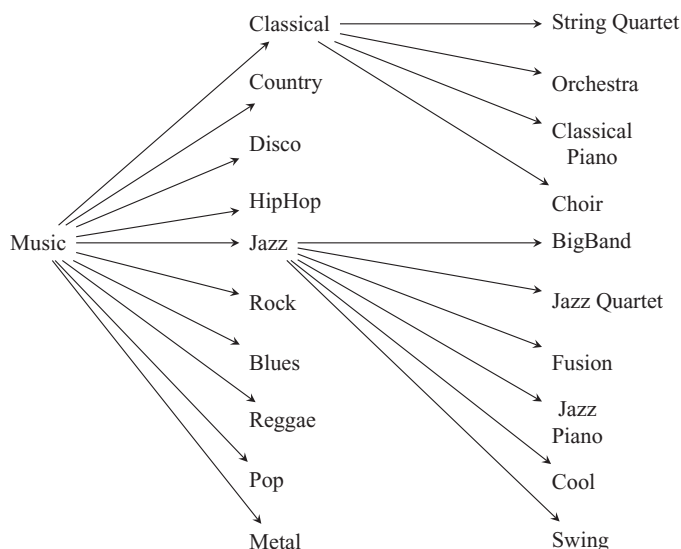 Music
Classical
Country
Disco
HipHop
Jazz
Rock
Blues
Reggae
Pop
Metal
String Quartet
Orchestra
Classical
Piano
Choir
BigBand
Jazz Quartet
Fusion
Jazz
Piano
Cool
Swing